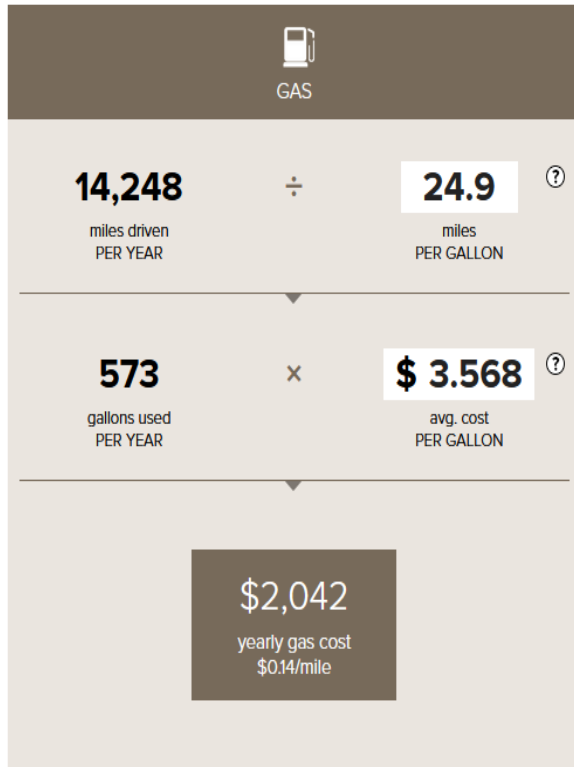 GAS
14,248 ÷ 24.9 ?
miles driven miles
PER YEAR PER GALLON
573 × $ 3.568 ?
gallons used avg. cost
PER YEAR PER GALLON
$2,042
yearly gas cost
$0.14/mile